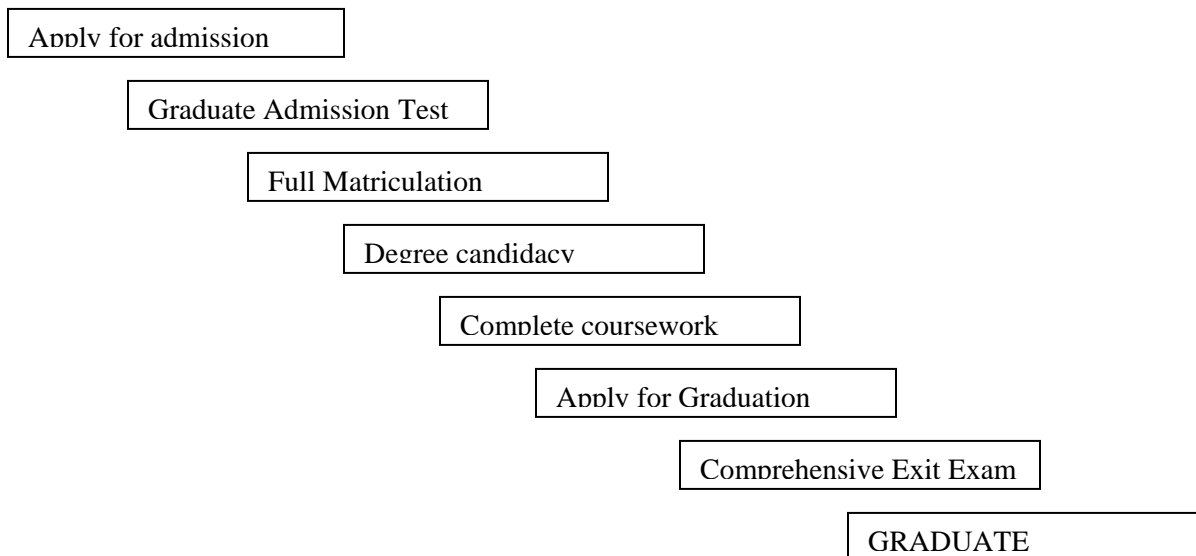 Apply for admission
Graduate Admission Test
Full Matriculation
Degree candidacy
Complete coursework
Apply for Graduation
Comprehensive Exit Exam
GRADUATE